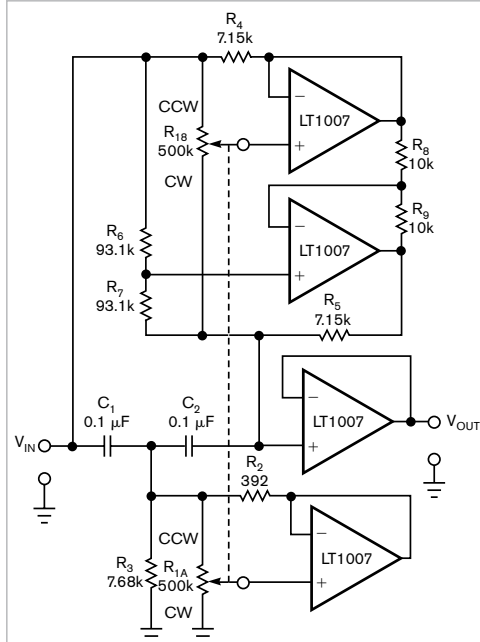 R4
7.15k
CCW
R18
500k
CW
−
LT1007
+
R8
10k
R9
10k
−
LT1007
+
R6
93.1k
R7
93.1k
R5
7.15k
C1
0.1 μF
C2
0.1 μF
−
LT1007
+
VIN
VOUT
R2
392
CCW
R3
7.68k
R1A
500k
CW
−
LT1007
+